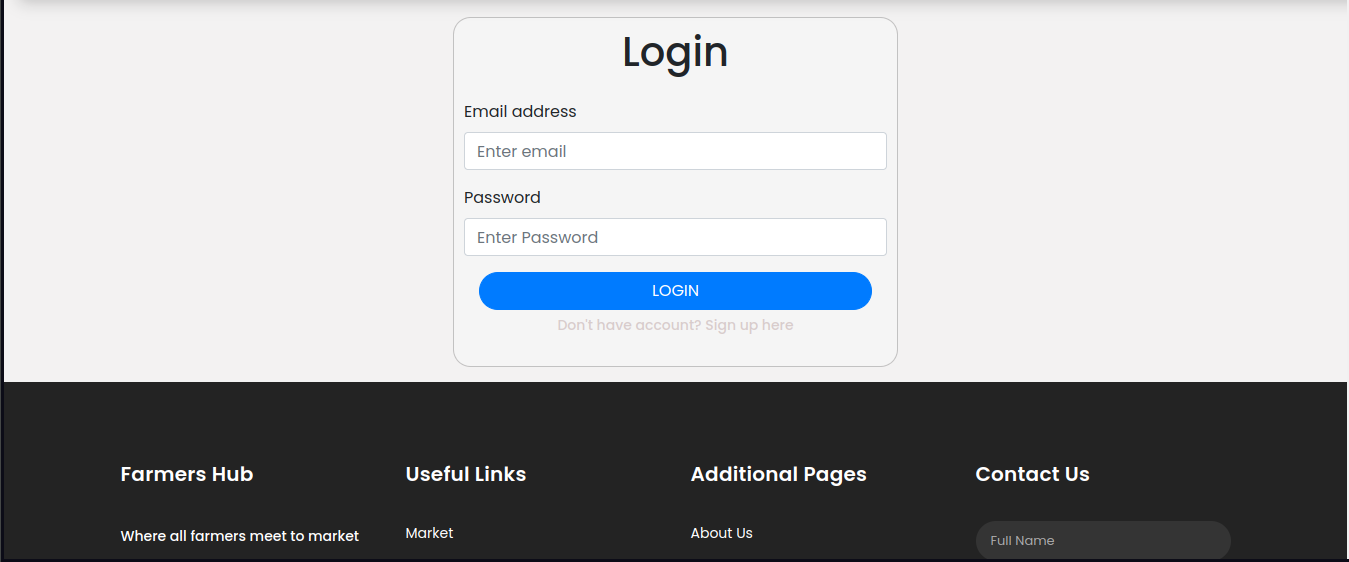 Login
Email address
Enter email
Password
Enter Password
LOGIN
Don't have account? Sign up here
Farmers Hub
Where all farmers meet to market
Useful Links
Market
Additional Pages
About Us
Contact Us
Full Name